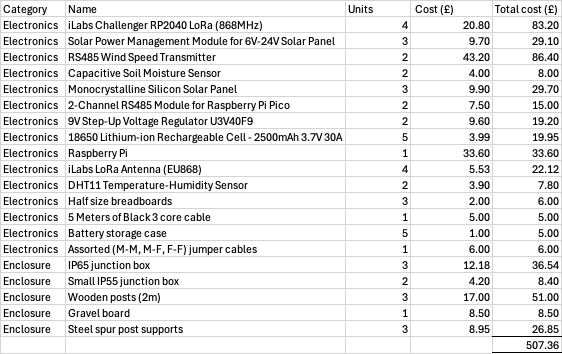 Category Name Units Cost (£) Total cost (£)
Electronics iLabs Challenger RP2040 LoRa (868MHz) 4 20.80 83.20
Electronics Solar Power Management Module for 6V-24V Solar Panel 3 9.70 29.10
Electronics RS485 Wind Speed Transmitter 2 43.20 86.40
Electronics Capacitive Soil Moisture Sensor 2 4.00 8.00
Electronics Monocrystalline Silicon Solar Panel 3 9.90 29.70
Electronics 2-Channel RS485 Module for Raspberry Pi Pico 2 7.50 15.00
Electronics 9V Step-Up Voltage Regulator U3V40F9 2 9.60 19.20
Electronics 18650 Lithium-ion Rechargeable Cell - 2500mAh 3.7V 30A 5 3.99 19.95
Electronics Raspberry Pi 1 33.60 33.60
Electronics iLabs LoRa Antenna (EU868) 4 5.53 22.12
Electronics DHT11 Temperature-Humidity Sensor 2 3.90 7.80
Electronics Half size breadboards 3 2.00 6.00
Electronics 5 Meters of Black 3 core cable 1 5.00 5.00
Electronics Battery storage case 5 1.00 5.00
Electronics Assorted (M-M, M-F, F-F) jumper cables 1 6.00 6.00
Enclosure IP65 junction box 3 12.18 36.54
Enclosure Small IP55 junction box 2 4.20 8.40
Enclosure Wooden posts (2m) 3 17.00 51.00
Enclosure Gravel board 1 8.50 8.50
Enclosure Steel spur post supports 3 8.95 26.85
507.36